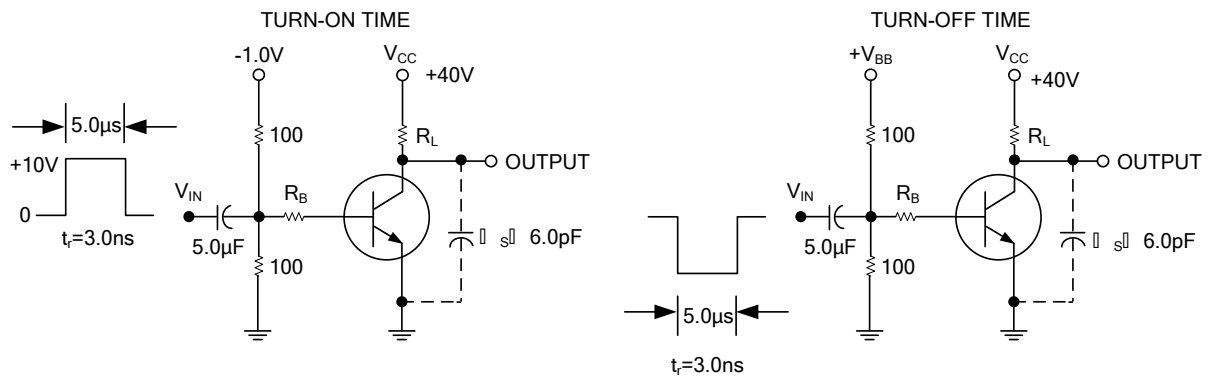 TURN-ON TIME
-1.0V
V_CC
+40V
5.0µs
100
R_L
+10V
OUTPUT
V_IN
R_B
0
t_r=3.0ns
5.0µF
100
S 6.0pF
TURN-OFF TIME
+V_BB
V_CC
+40V
100
R_L
OUTPUT
V_IN
R_B
5.0µF
100
S 6.0pF
5.0µs
t_r=3.0ns